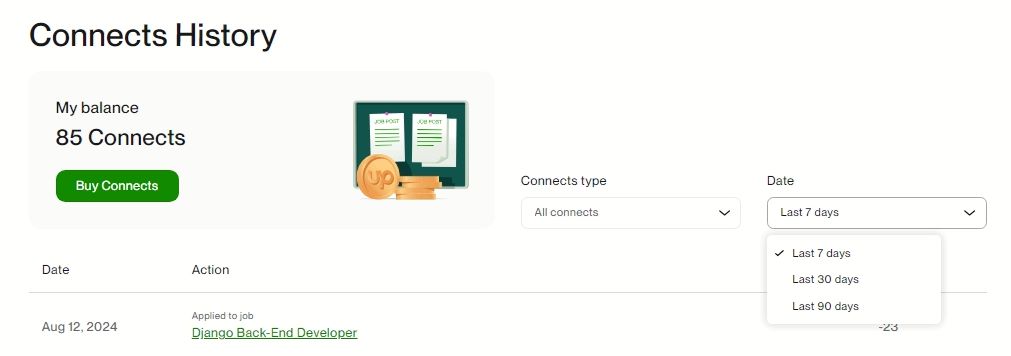 Connects History
My balance
85 Connects
JOB POST
JOB POST
up
Buy Connects
Connects type
All connects
Date
Last 7 days
Last 7 days
Last 30 days
Last 90 days
Date
Action
Aug 12, 2024
Applied to job
Django Back-End Developer
-23